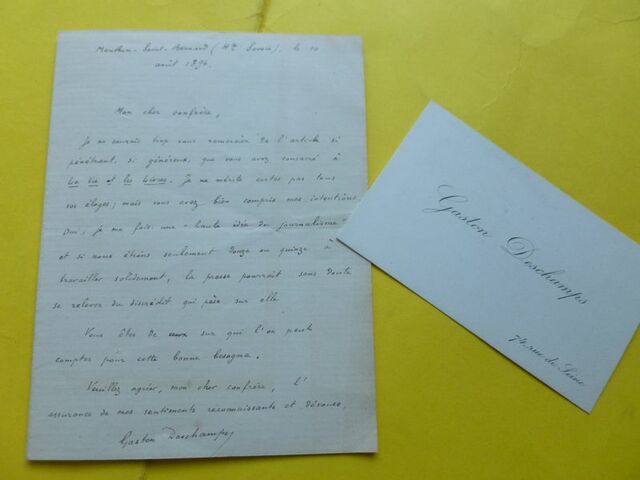 Menthon-Saint-Bernard (Hte Savoie), le 10
août 1896.
Mon cher confrère,
Je ne saurais trop vous remercier de l'article si
pénétrant, si généreux, que vous avez consacré à
La Vie et les Livres. Je ne mérite certes pas tous
vos éloges ; mais vous avez bien compris mes intentions.
Oui, je me fais une "haute idée du journalisme"
et si nous étions seulement douze ou quinze à
travailler solidement, la presse pourrait sans doute
se relever du discrédit qui pèse sur elle
Vous êtes de ceux sur qui l'on peut
compter pour cette bonne besogne.
Veuillez agréer, mon cher confrère, l'
assurance de mes sentiments reconnaissants et dévoués,
Gaston Deschamps
Gaston Deschamps
74, rue de Seine